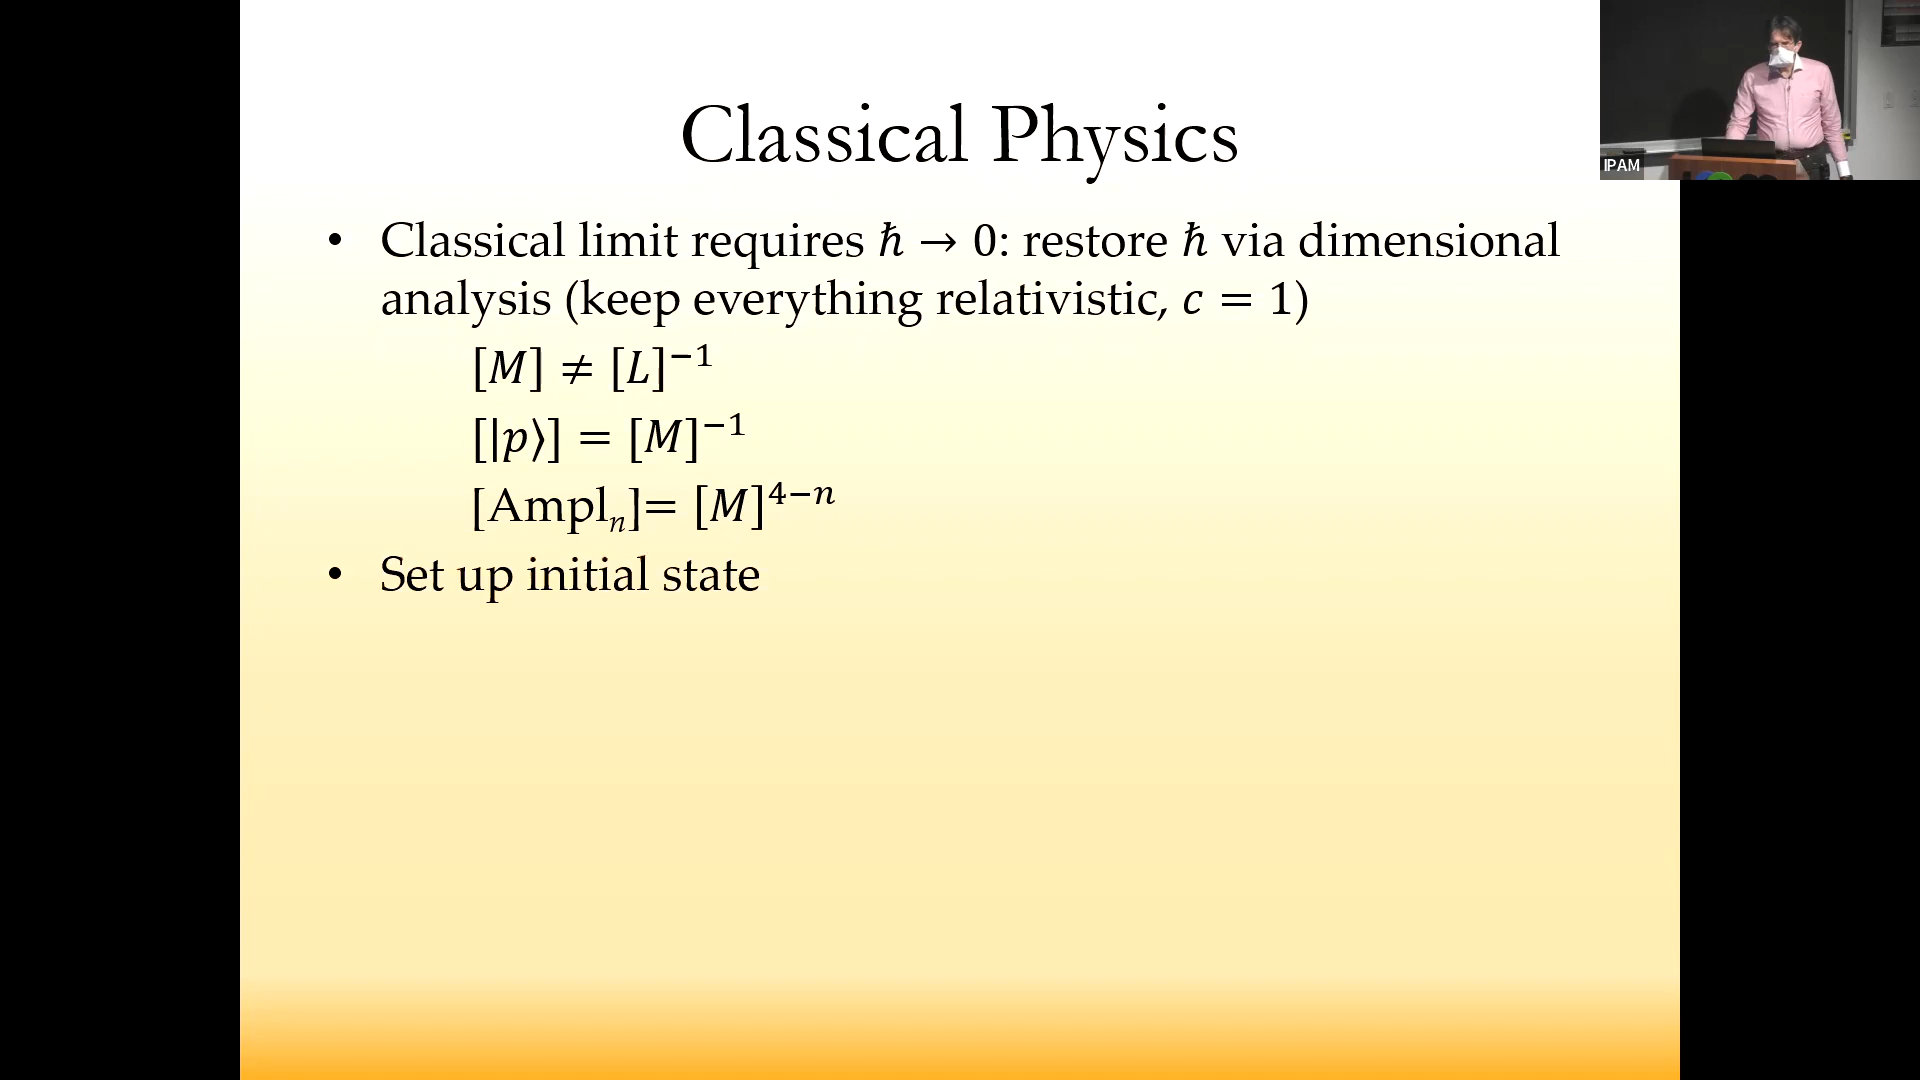 Classical Physics
• Classical limit requires ℏ → 0: restore ℏ via dimensional
analysis (keep everything relativistic, c = 1)
[M] ≠ [L]⁻¹
[|p⟩] = [M]⁻¹
[Amplₙ]= [M]⁴⁻ⁿ
• Set up initial state
IPAM